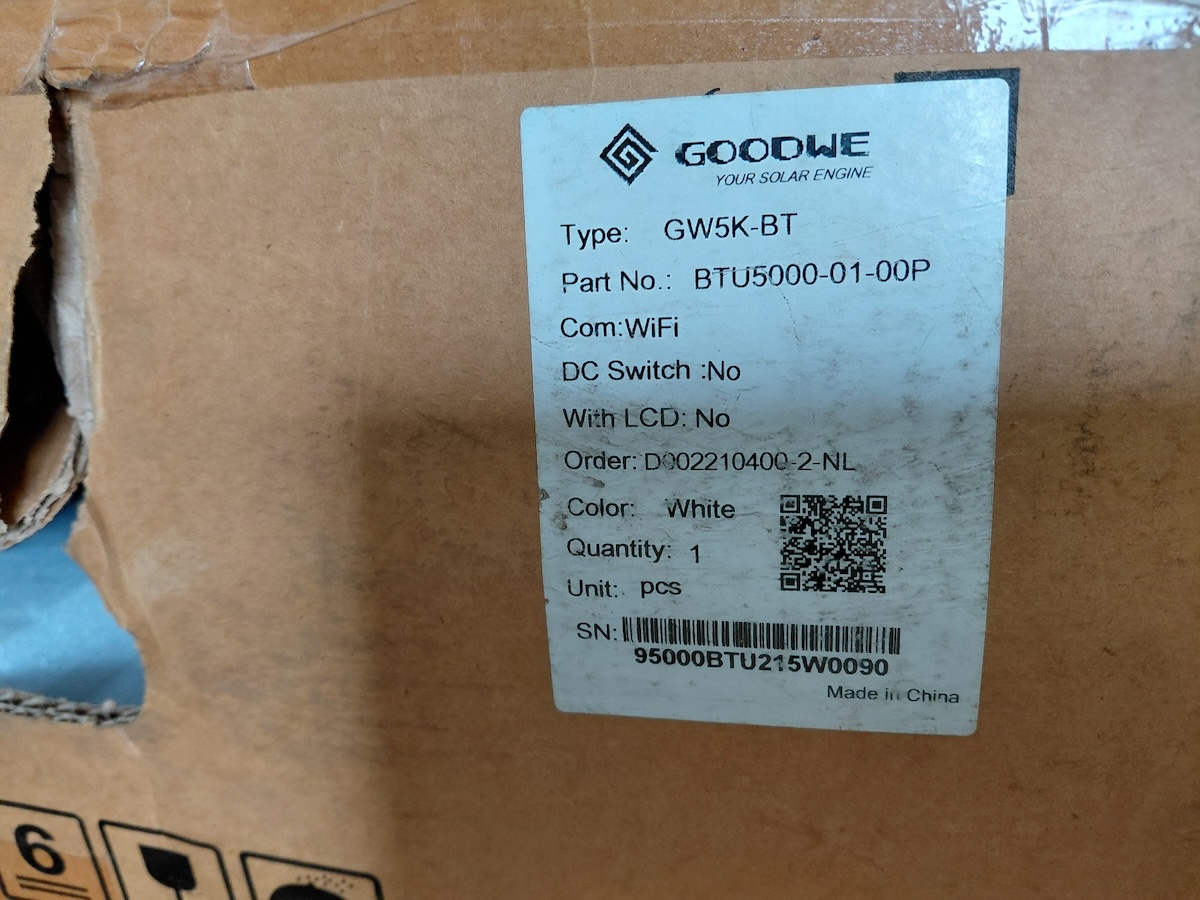 GOODWE
YOUR SOLAR ENGINE
Type: GW5K-BT
Part No.: BTU5000-01-00P
Com:WiFi
DC Switch :No
With LCD: No
Order: D002210400-2-NL
Color: White
Quantity: 1
Unit: pcs
SN:
95000BTU215W0090
Made in China
6